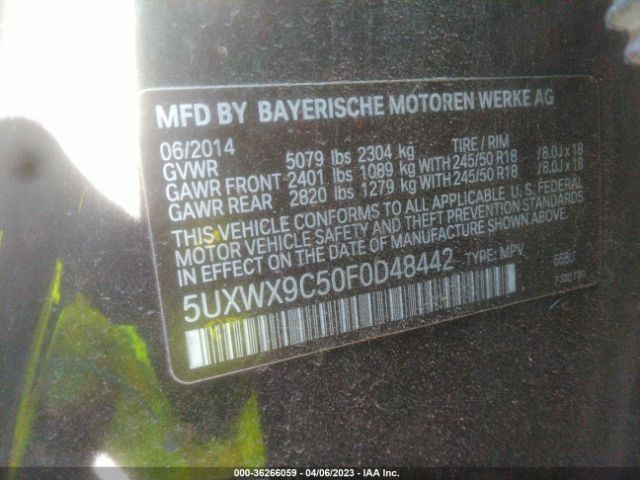 MFD BY BAYERISCHE MOTOREN WERKE AG
06/2014 TIRE / RIM
GVWR 5079 lbs 2304 kg
GAWR FRONT 2401 lbs 1089 kg WITH 245/50 R18 /8.0J x 18
GAWR REAR 2820 lbs 1279 kg WITH 245/50 R18 /8.0J x 18
THIS VEHICLE CONFORMS TO ALL APPLICABLE U.S. FEDERAL
MOTOR VEHICLE SAFETY AND THEFT PREVENTION STANDARDS
IN EFFECT ON THE DATE OF MANUFACTURE SHOWN ABOVE.
5UXWX9C50F0D48442 TYPE: MPV
000-36266059 - 04/06/2023 - IAA Inc.